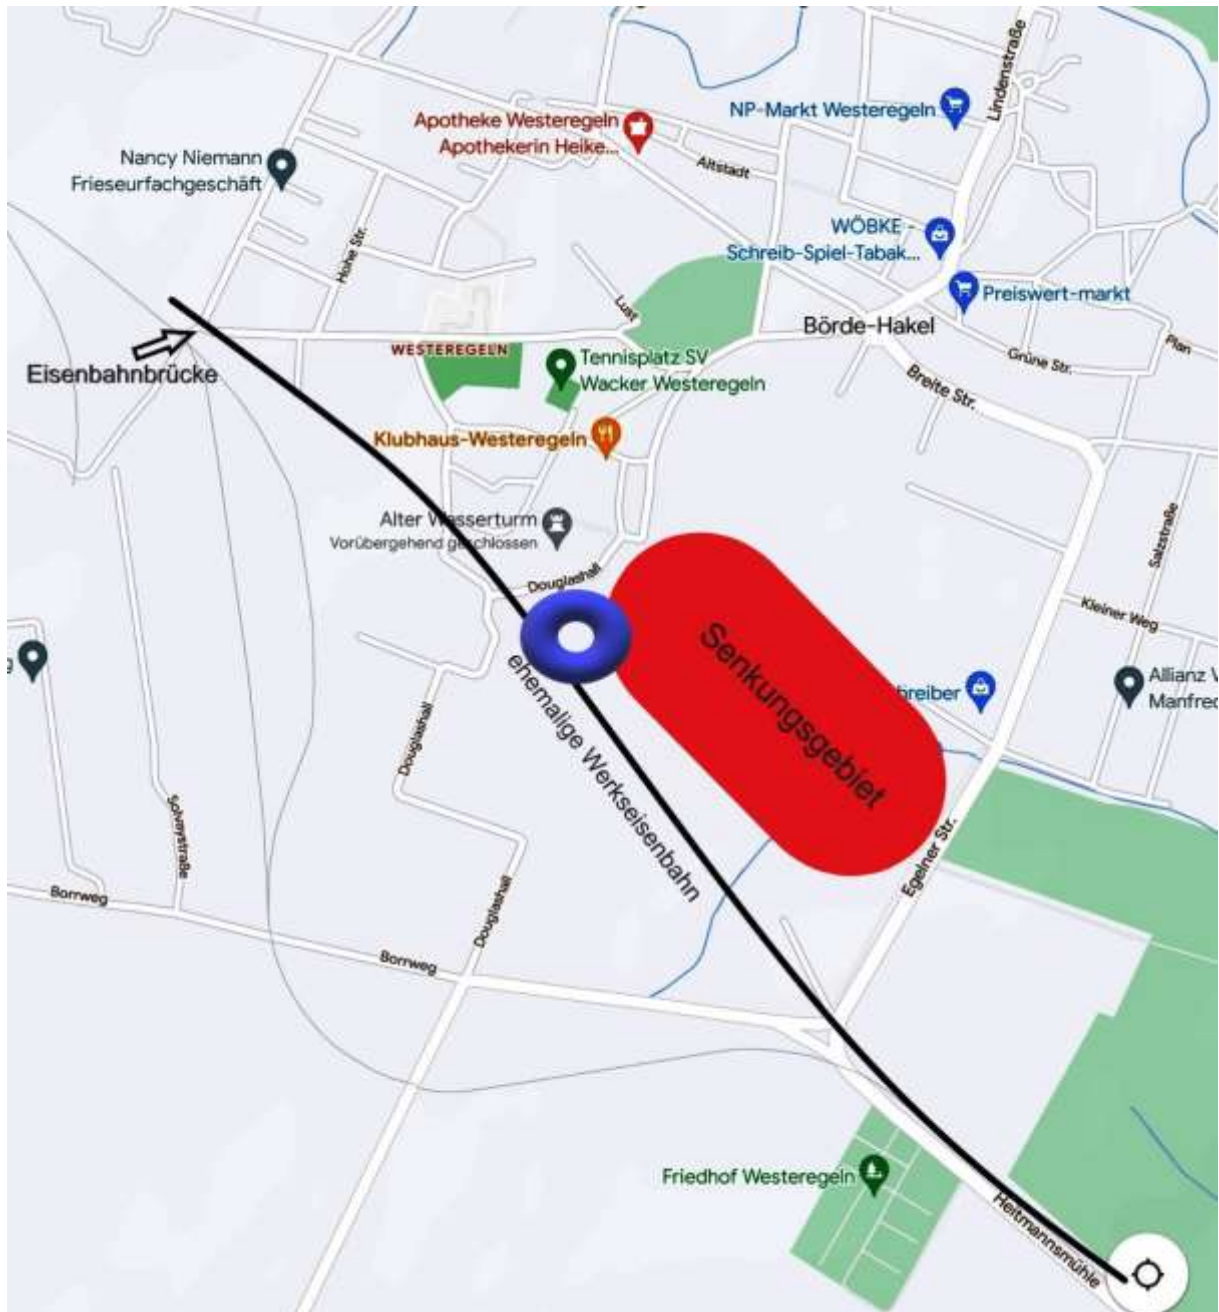 Lindenstraße
NP-Markt Westeregeln
Apotheke Westeregeln
Apothekerin Heike...
Altstadt
Nancy Niemann
Frieseurfachgeschäft
Hohe Str.
WÖBKE -
Schreib-Spiel-Tabak...
Preiswert-markt
Lust
Börde-Hakel
Plan
Grüne Str.
WESTEREGELN
Eisenbahnbrücke
Tennisplatz SV
Wacker Westeregeln
Breite Str.
Klubhaus-Westeregeln
Alter Wasserturm
Vorübergehend geschlossen
Salzstraße
Douglashall
Kleiner Weg
Senkungsgebiet
ehemalige Werkseisenbahn
hreiber
Allianz V
Manfred
Douglashall
Solvaystraße
Egelner Str.
Borrweg
Douglashall
Borrweg
Friedhof Westeregeln
Heitmannsmühle